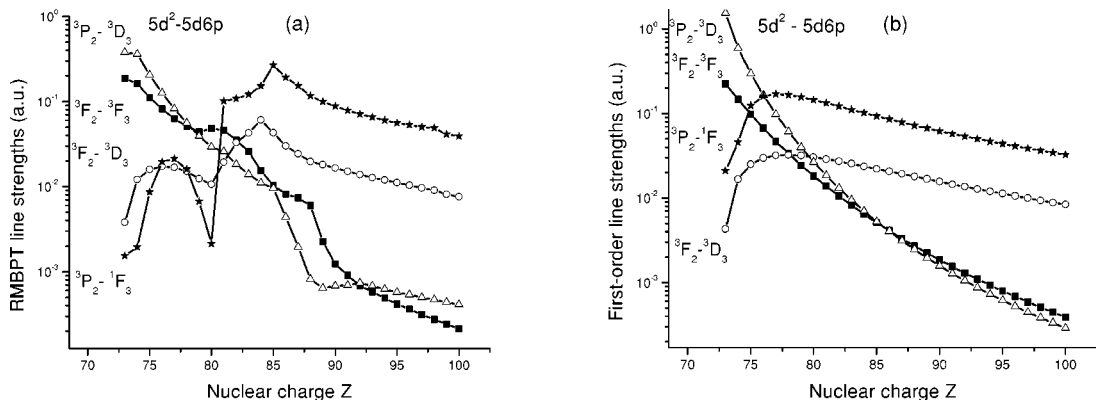 5d²-5d6p (a)
RMBPT line strengths (a.u.)
10⁰
10⁻¹
10⁻²
10⁻³
³P₂-³D₃
³F₂-³F₃
³F₂-³D₃
³P₂-¹F₃
70 75 80 85 90 95 100
Nuclear charge Z
5d² - 5d6p (b)
First-order line strengths (a.u.)
10⁰
10⁻¹
10⁻²
10⁻³
³P₂-³D₃
³F₂-³F₃
³P₂-¹F₃
³F₂-³D₃
70 75 80 85 90 95 100
Nuclear charge Z